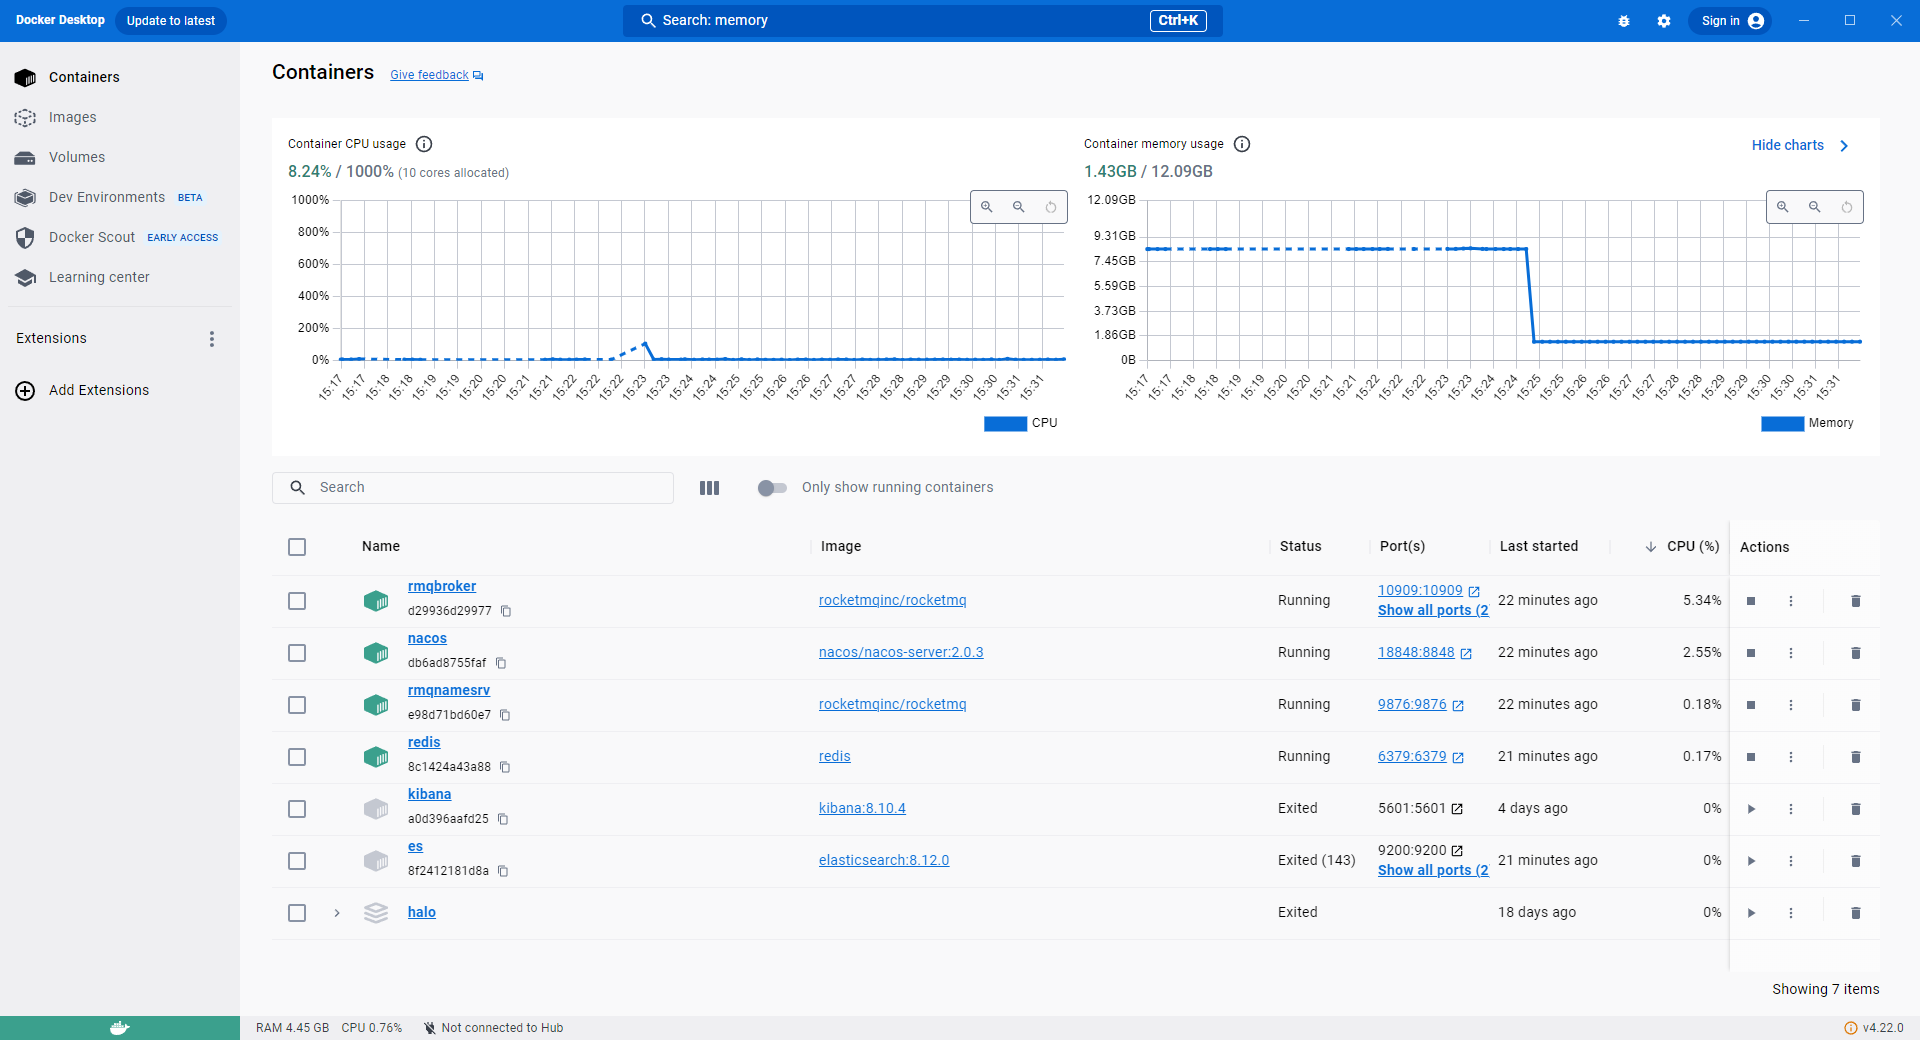 Docker Desktop Update to latest Search: memory Ctrl+K Sign in
Containers
Images
Volumes
Dev Environments BETA
Docker Scout EARLY ACCESS
Learning center
Extensions
Add Extensions
Containers Give feedback
Container CPU usage
8.24% / 1000% (10 cores allocated)
1000%
800%
600%
400%
200%
0%
15:17 15:17 15:18 15:18 15:19 15:19 15:20 15:20 15:21 15:21 15:22 15:22 15:22 15:23 15:23 15:24 15:24 15:25 15:25 15:26 15:26 15:27 15:27 15:28 15:28 15:29 15:29 15:30 15:30 15:31 15:31
CPU
Container memory usage
Hide charts
1.43GB / 12.09GB
12.09GB
9.31GB
7.45GB
5.59GB
3.73GB
1.86GB
0B
15:17 15:17 15:18 15:18 15:19 15:19 15:20 15:20 15:21 15:21 15:22 15:22 15:22 15:23 15:23 15:24 15:24 15:25 15:25 15:26 15:26 15:27 15:27 15:28 15:28 15:29 15:29 15:30 15:30 15:31 15:31
Memory
Search Only show running containers
Name Image Status Port(s) Last started CPU (%) Actions
rmqbroker
d29936d29977
rocketmqinc/rocketmq Running
10909:10909
Show all ports (2
22 minutes ago 5.34%
nacos
db6ad8755faf
nacos/nacos-server:2.0.3 Running 18848:8848 22 minutes ago 2.55%
rmqnamesrv
e98d71bd60e7
rocketmqinc/rocketmq Running 9876:9876 22 minutes ago 0.18%
redis
8c1424a43a88
redis Running 6379:6379 21 minutes ago 0.17%
kibana
a0d396aafd25
kibana:8.10.4 Exited 5601:5601 4 days ago 0%
es
8f2412181d8a
elasticsearch:8.12.0 Exited (143)
9200:9200
Show all ports (2
21 minutes ago 0%
halo Exited 18 days ago 0%
Showing 7 items
RAM 4.45 GB CPU 0.76% Not connected to Hub v4.22.0